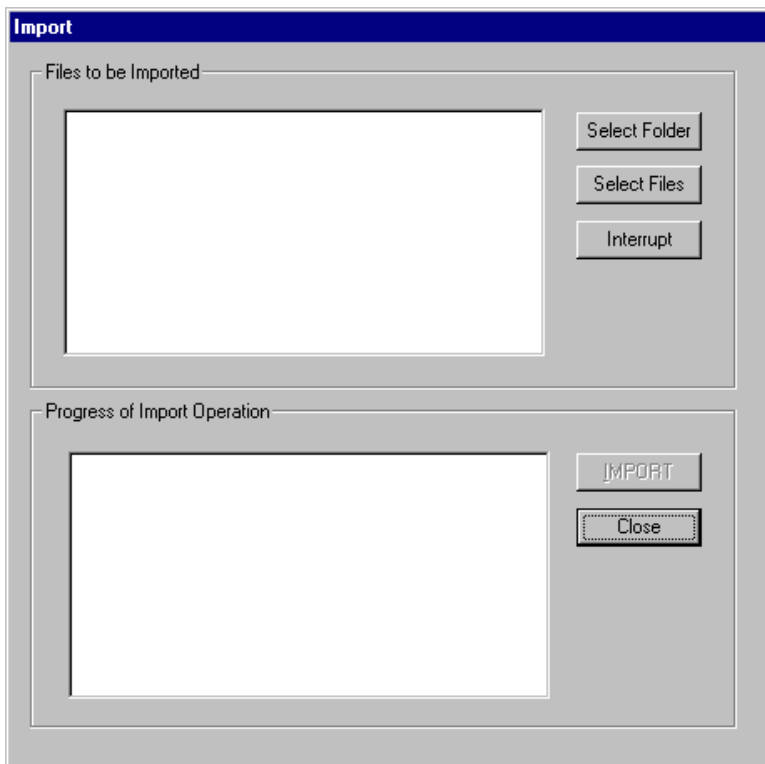 Import
Files to be Imported
Select Folder
Select Files
Interrupt
Progress of Import Operation
IMPORT
Close